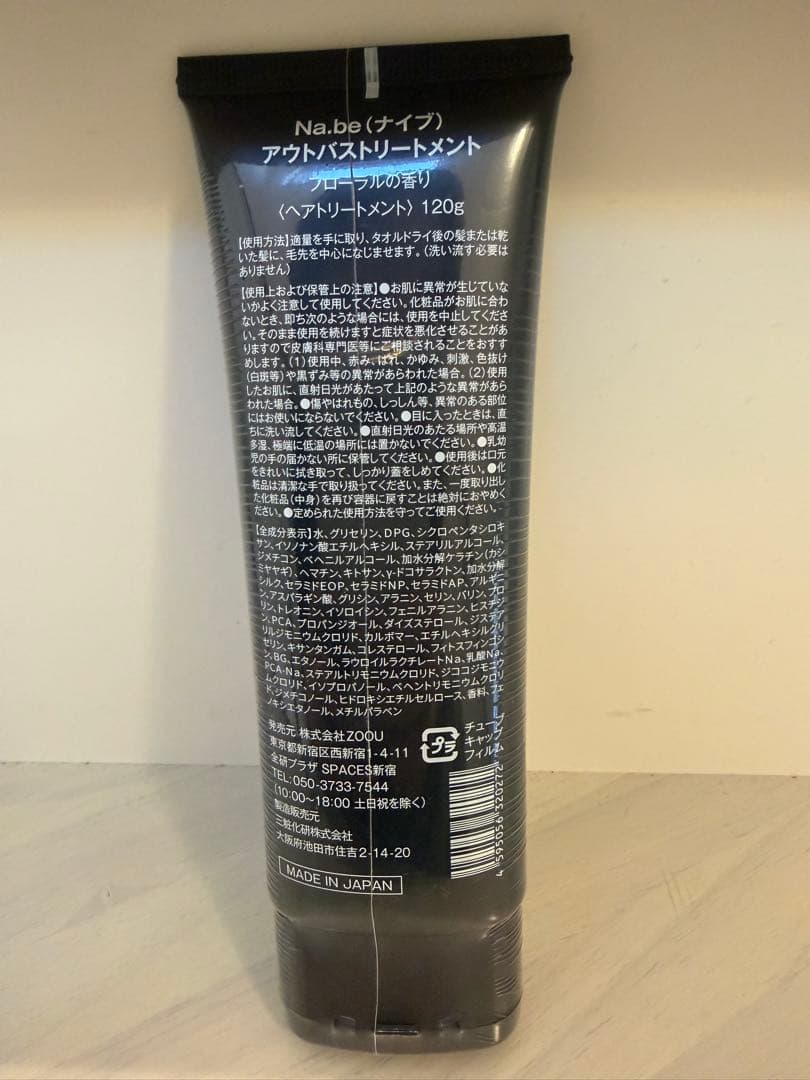 Na.be(ナイブ)
アウトバストリートメント
フローラルの香り
〈ヘアトリートメント〉120g
【使用方法】適量を手に取り、タオルドライ後の髪または乾
いた髪に、毛先を中心になじませます。(洗い流す必要は
ありません)
【使用上および保管上の注意】●お肌に異常が生じていな
いかよく注意して使用してください。化粧品がお肌に合わ
ないとき、即ち次のような場合には、使用を中止してくださ
い。そのまま使用を続けますと症状を悪化させることがあ
りますので皮膚科専門医等にご相談されることをおすす
めします。(1)使用中、赤み、はれ、かゆみ、刺激、色抜け
(白斑等)や黒ずみ等の異常があらわれた場合。(2)使用
したお肌に、直射日光があたって上記のような異常があら
われた場合。●傷やはれもの、しっしん等、異常のある部位
にはお使いにならないでください。●目に入ったときは、直
ちに洗い流してください。●直射日光のあたる場所や高温
多湿、極端に低温の場所には置かないでください。●乳幼
児の手の届かない所に保管してください。●使用後は口元
をきれいに拭き取って、しっかり蓋をしめてください。●化
粧品は清潔な手で取り扱ってください。また、一度取り出し
た化粧品(中身)を再び容器に戻すことは絶対におやめく
ださい。●定められた使用方法を守ってご使用ください。
【全成分表示】水、グリセリン、DPG、シクロペンタシロキ
サン、イソノナン酸エチルヘキシル、ステアリルアルコール、
ジメチコン、ベヘニルアルコール、加水分解ケラチン(カシ
ミヤヤギ)、ヘマチン、キトサン、γ-ドコサラクトン、加水分解
シルク、セラミドEOP、セラミドNP、セラミドAP、アルギニ
ン、アスパラギン酸、グリシン、アラニン、セリン、バリン、プロ
リン、トレオニン、イソロイシン、フェニルアラニン、ヒスチジ
ン、PCA、プロパンジオール、ダイズステロール、ジステア
リルジモニウムクロリド、カルボマー、エチルヘキシルグリ
セリン、キサンタンガム、コレステロール、フィトスフィンゴシ
ン、BG、エタノール、ラウロイルラクチレートNa、乳酸Na、
PCA-Na、ステアルトリモニウムクロリド、ジココジモニウ
ムクロリド、イソプロパノール、ベヘントリモニウムクロリ
ド、ジメチコノール、ヒドロキシエチルセルロース、香料、フェ
ノキシエタノール、メチルパラベン
発売元 株式会社ZOOU
東京都新宿区西新宿1-4-11
全研プラザ SPACES新宿
TEL:050-3733-7544
(10:00~18:00 土日祝を除く)
製造販売元
三粧化研株式会社
大阪府池田市住吉2-14-20
MADE IN JAPAN
プラ
チューブ
キャップ
フィルム
4 595056 320272